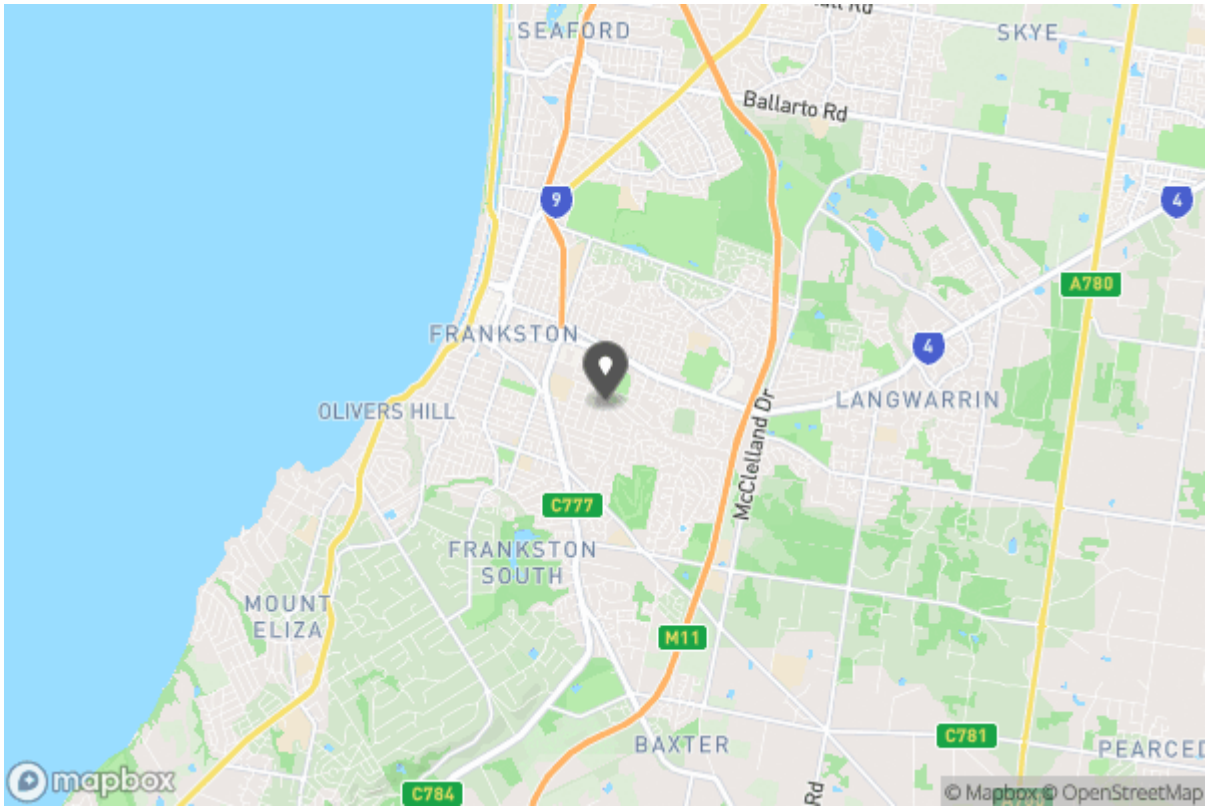 SEAFORD
SKYE
Ballarto Rd
9
4
A780
FRANKSTON
4
OLIVERS HILL
LANGWARRIN
McClelland Dr
C777
FRANKSTON
SOUTH
MOUNT
ELIZA
M11
C781
BAXTER
PEARCED
Rd
mapbox
C784
© Mapbox © OpenStreetMap